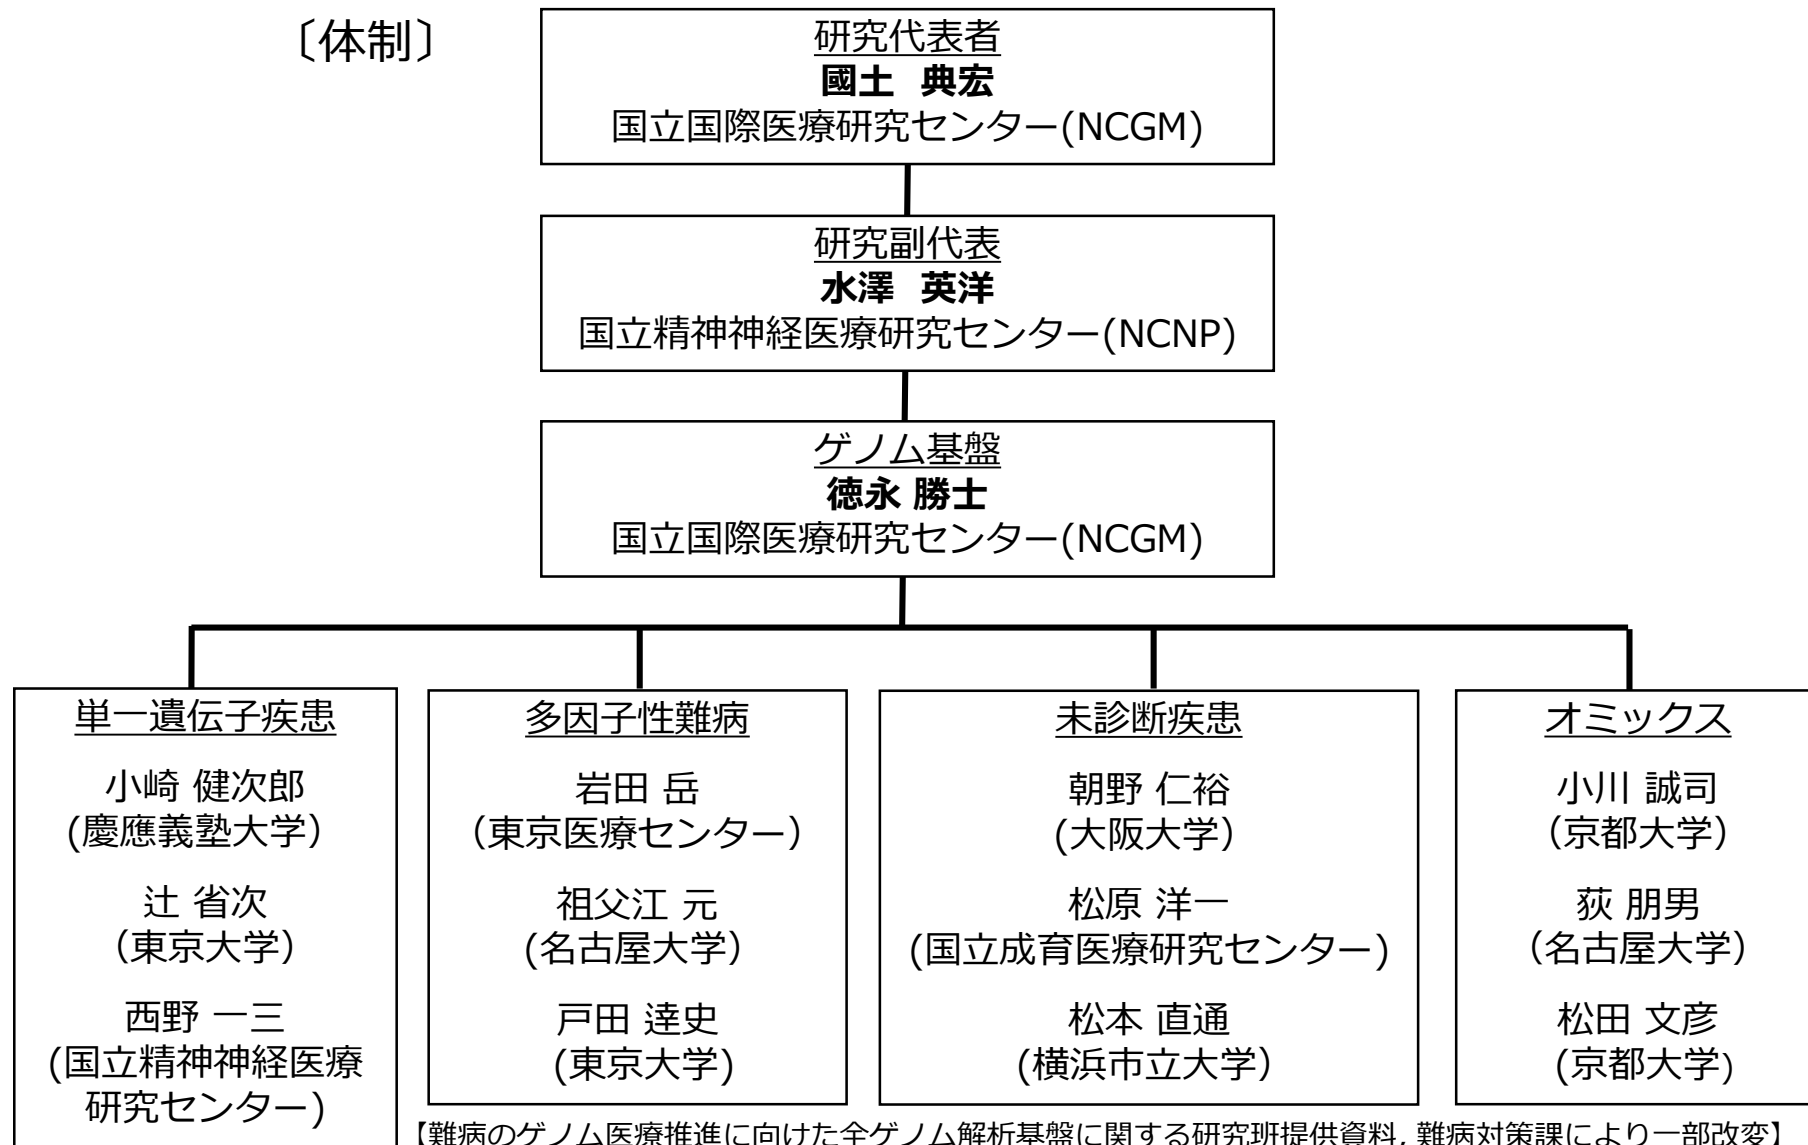 〔体制〕
研究代表者
國土 典宏
国立国際医療研究センター(NCGM)
研究副代表
水澤 英洋
国立精神神経医療研究センター(NCNP)
ゲノム基盤
徳永 勝士
国立国際医療研究センター(NCGM)
単一遺伝子疾患
小崎 健次郎
(慶應義塾大学）
辻 省次
（東京大学）
西野 一三
(国立精神神経医療
研究センター)
多因子性難病
岩田 岳
（東京医療センター）
祖父江 元
(名古屋大学）
戸田 達史
(東京大学)
未診断疾患
朝野 仁裕
(大阪大学）
松原 洋一
(国立成育医療研究センター)
松本 直通
(横浜市立大学）
オミックス
小川 誠司
（京都大学）
荻 朋男
（名古屋大学）
松田 文彦
(京都大学)
【難病のゲノム医療推進に向けた全ゲノム解析基盤に関する研究班提供資料, 難病対策課により一部改変】